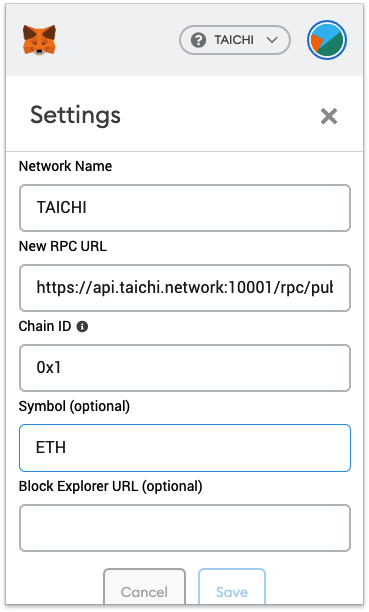 TAICHI
Settings
Network Name
TAICHI
New RPC URL
https://api.taichi.network:10001/rpc/pub
Chain ID
0x1
Symbol (optional)
ETH
Block Explorer URL (optional)
Cancel Save